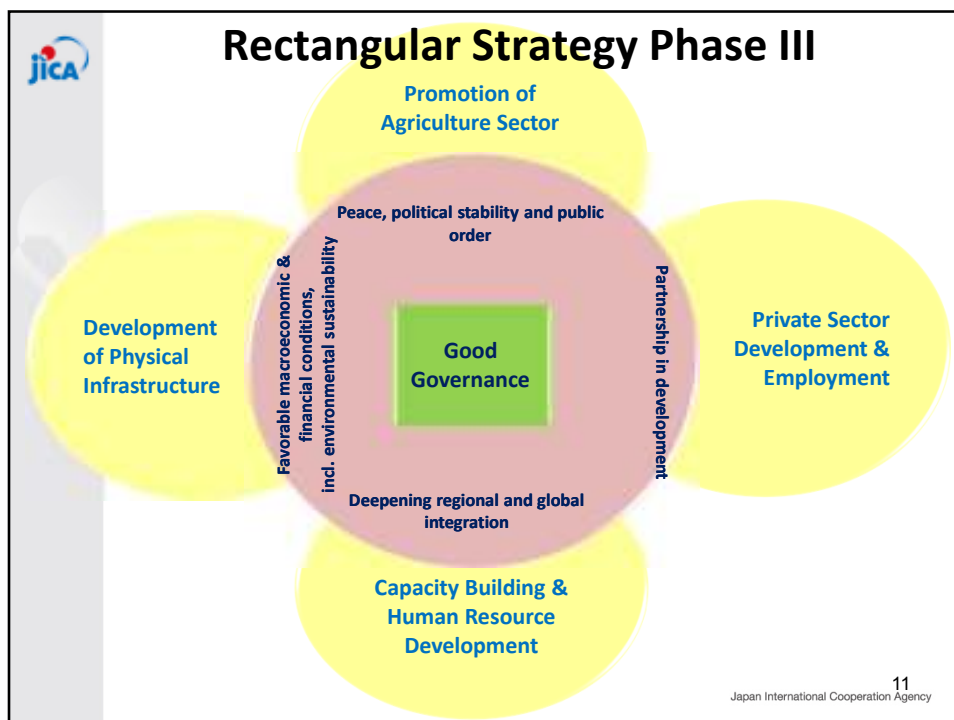 jICA
Rectangular Strategy Phase III
Promotion of
Agriculture Sector
Peace, political stability and public
order
Favorable macroeconomic &
financial conditions,
incl. environmental sustainability
Partnership in development
Development
of Physical
Infrastructure
Good
Governance
Private Sector
Development &
Employment
Deepening regional and global
integration
Capacity Building &
Human Resource
Development
11
Japan International Cooperation Agency